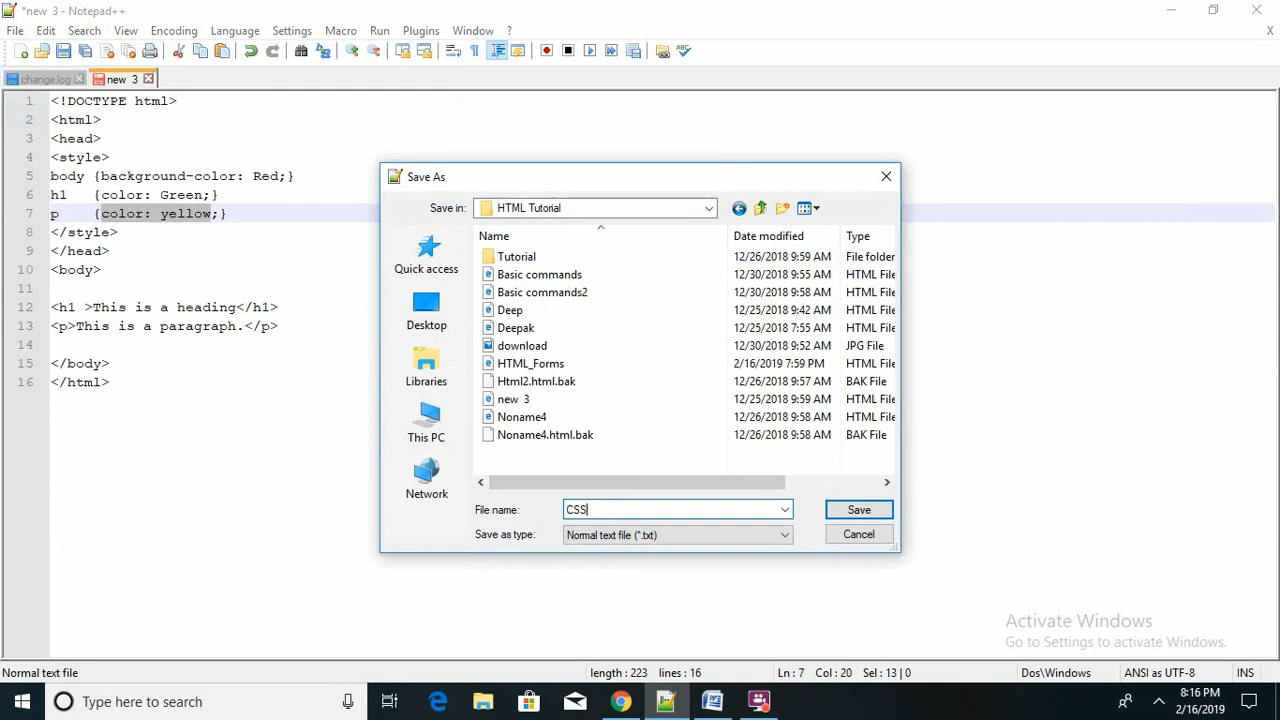 *new 3 - Notepad++
File Edit Search View Encoding Language Settings Macro Run Plugins Window ? X
change.log new 3
1 <!DOCTYPE html>
2 <html>
3 <head>
4 <style>
5 body {background-color: Red;}
6 h1 {color: Green;}
7 p {color: yellow;}
8 </style>
9 </head>
10 <body>
11
12 <h1 >This is a heading</h1>
13 <p>This is a paragraph.</p>
14
15 </body>
16 </html>
Save As
Save in: HTML Tutorial
Quick access
Desktop
Libraries
This PC
Network
Name Date modified Type
Tutorial 12/26/2018 9:59 AM File folder
Basic commands 12/30/2018 9:55 AM HTML File
Basic commands2 12/30/2018 9:58 AM HTML File
Deep 12/25/2018 9:42 AM HTML File
Deepak 12/25/2018 7:55 AM HTML File
download 12/30/2018 9:52 AM JPG File
HTML_Forms 2/16/2019 7:59 PM HTML File
Html2.html.bak 12/26/2018 9:57 AM BAK File
new 3 12/25/2018 9:59 AM HTML File
Noname4 12/26/2018 9:58 AM HTML File
Noname4.html.bak 12/26/2018 9:58 AM BAK File
File name: CSS Save
Save as type: Normal text file (*.txt) Cancel
Activate Windows
Go to Settings to activate Windows.
Normal text file length : 223 lines : 16 Ln : 7 Col : 20 Sel : 13 | 0 Dos\Windows ANSI as UTF-8 INS
Type here to search
8:16 PM
2/16/2019